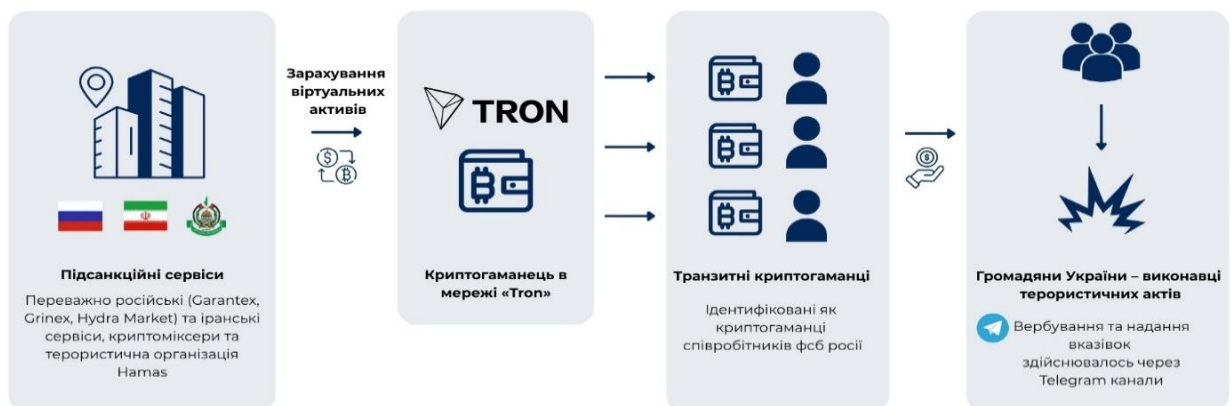 Підсанкційні сервіси
Переважно російські (Garantex,
Grinex, Hydra Market) та іранські
сервіси, криптоміксери та
терористична організація
Hamas
Зарахування
віртуальних
активів
TRON
Криптогаманець в
мережі «Tron»
Транзитні криптогаманці
Ідентифіковані як
криптогаманці
співробітників фсб росії
Громадяни України – виконавці
терористичних актів
Вербування та надання
вказівок
здійснювалось через
Telegram канали